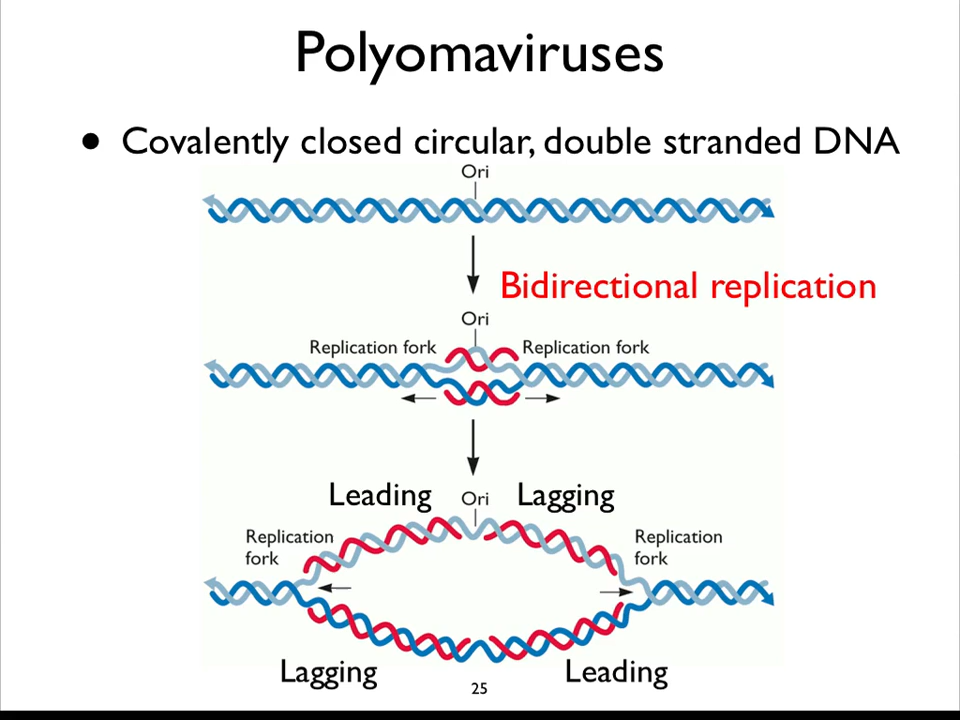 Polyomaviruses
• Covalently closed circular, double stranded DNA
Ori
Bidirectional replication
Ori
Replication fork
Replication fork
Leading
Ori
Lagging
Replication
fork
Replication
fork
Lagging
Leading
25